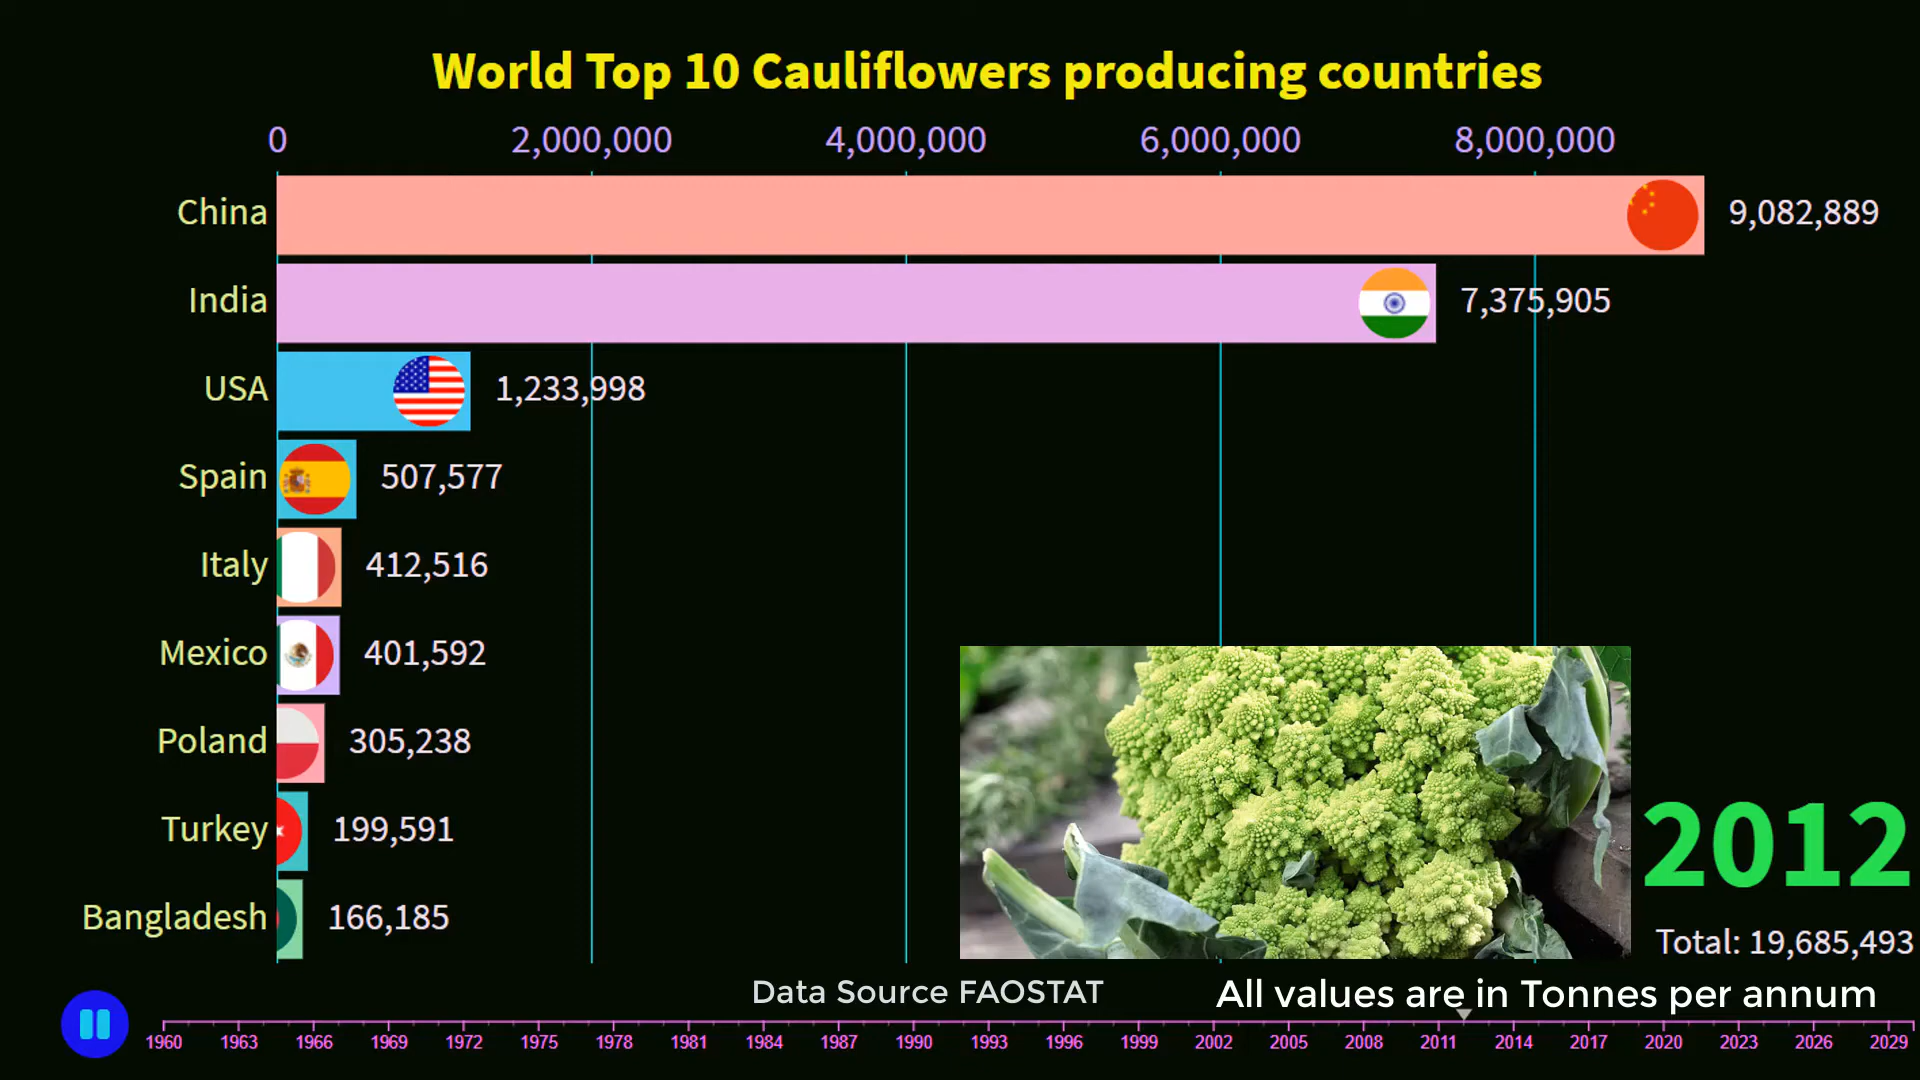 World Top 10 Cauliflowers producing countries
0 2,000,000 4,000,000 6,000,000 8,000,000
China 9,082,889
India 7,375,905
USA 1,233,998
Spain 507,577
Italy 412,516
Mexico 401,592
Poland 305,238
Turkey 199,591
Bangladesh 166,185
2012
Total: 19,685,493
Data Source FAOSTAT
All values are in Tonnes per annum
1960 1963 1966 1969 1972 1975 1978 1981 1984 1987 1990 1993 1996 1999 2002 2005 2008 2011 2014 2017 2020 2023 2026 2029